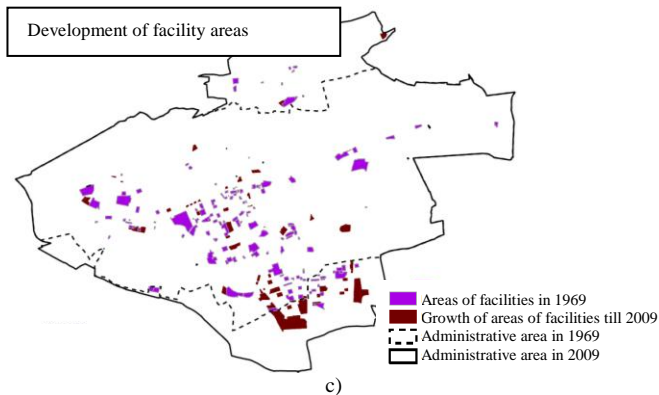 Development of facility areas
Areas of facilities in 1969
Growth of areas of facilities till 2009
Administrative area in 1969
Administrative area in 2009
c)